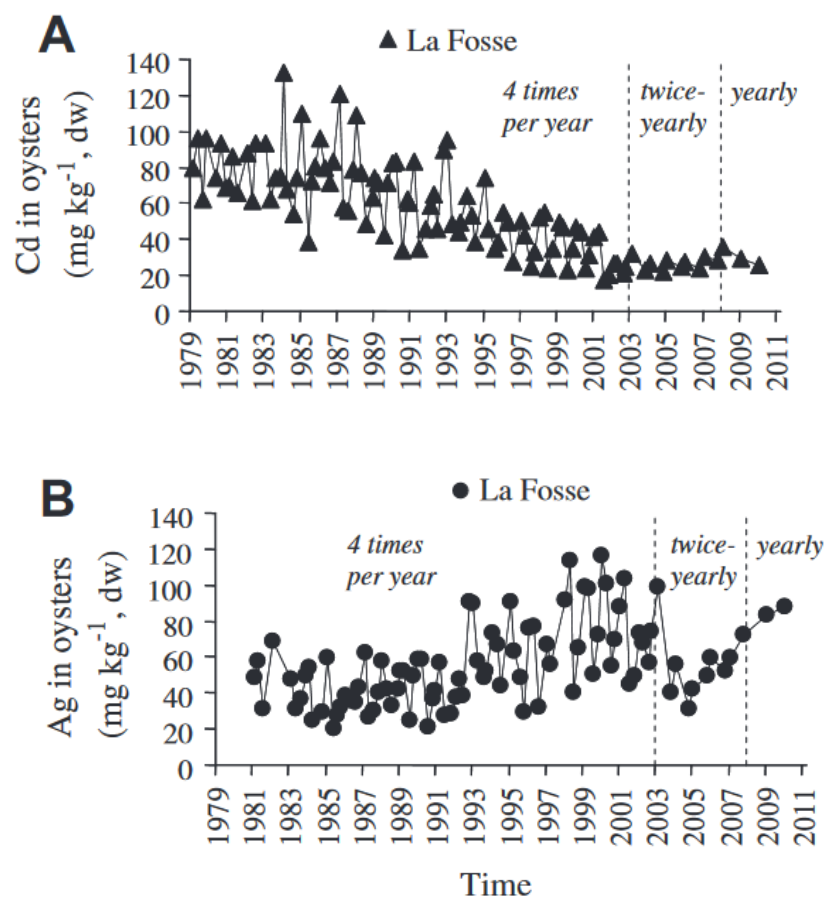 A
▲ La Fosse
Cd in oysters
(mg kg⁻¹, dw)
140
120
100
80
60
40
20
0
4 times
per year
twice-
yearly
yearly
1979
1981
1983
1985
1987
1989
1991
1993
1995
1997
1999
2001
2003
2005
2007
2009
2011
B
● La Fosse
Ag in oysters
(mg kg⁻¹, dw)
140
120
100
80
60
40
20
0
4 times
per year
twice-
yearly
yearly
1979
1981
1983
1985
1987
1989
1991
1993
1995
1997
1999
2001
2003
2005
2007
2009
2011
Time